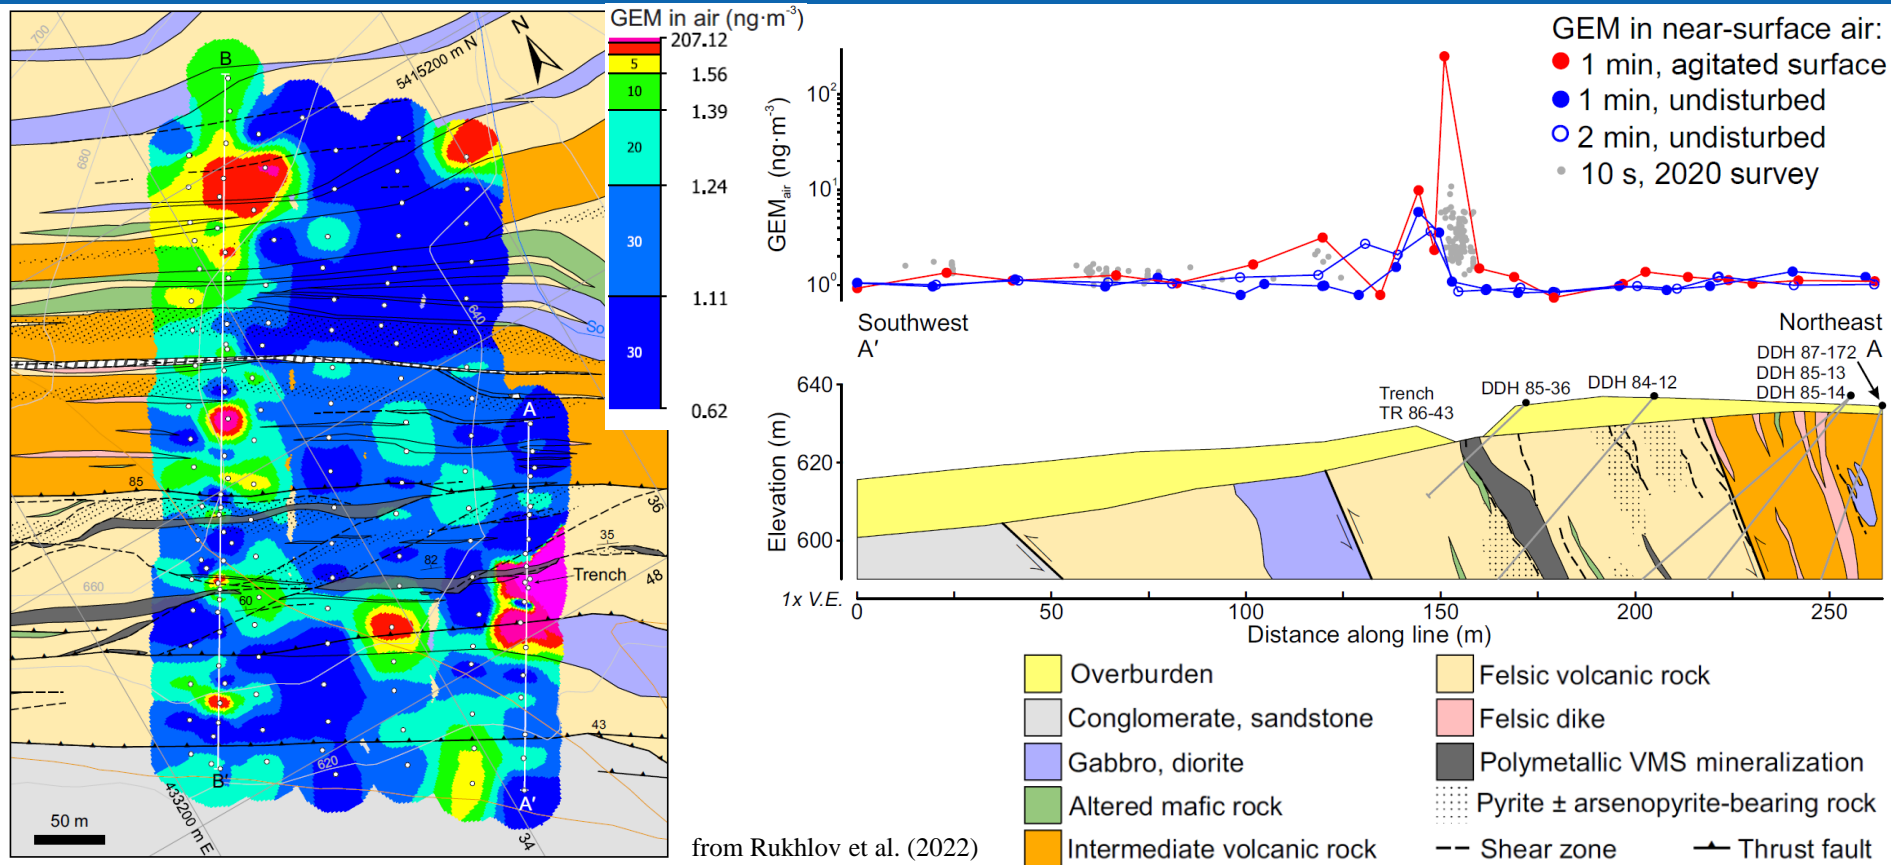 GEM in air (ng·m-3)
207.12
5
1.56
10
1.39
20
1.24
30
1.11
30
0.62
N
700
5415200 m N
B
680
640
So
A
85
36
35
82
Trench
48
660
60
43
620
B'
A'
433200 m E
34
50 m
from Rukhlov et al. (2022)
GEM in near-surface air:
1 min, agitated surface
1 min, undisturbed
2 min, undisturbed
10 s, 2020 survey
GEMair (ng·m-3)
10²
10¹
10⁰
Southwest
A'
Northeast
A
DDH 87-172
DDH 85-13
DDH 85-14
Trench
TR 86-43
DDH 85-36
DDH 84-12
Elevation (m)
640
620
600
1x V.E.
0
50
100
150
200
250
Distance along line (m)
Overburden
Conglomerate, sandstone
Gabbro, diorite
Altered mafic rock
Intermediate volcanic rock
Felsic volcanic rock
Felsic dike
Polymetallic VMS mineralization
Pyrite ± arsenopyrite-bearing rock
Shear zone
Thrust fault